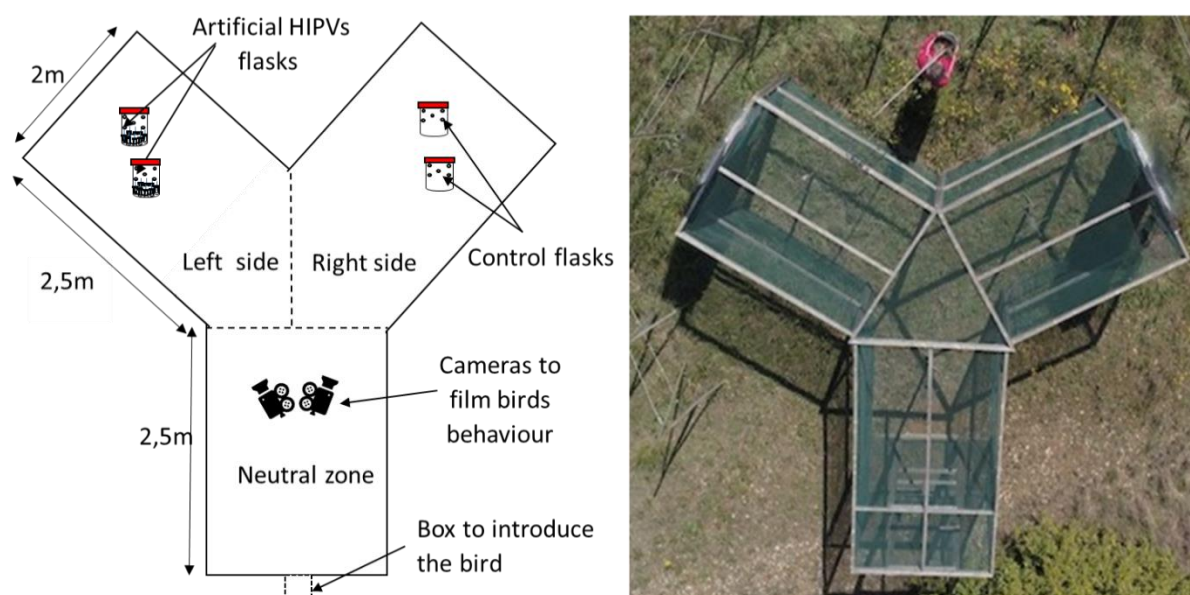 Artificial HIPVs
flasks
2m
Control flasks
Left side
Right side
2,5m
Cameras to
film birds
behaviour
2,5m
Neutral zone
Box to introduce
the bird